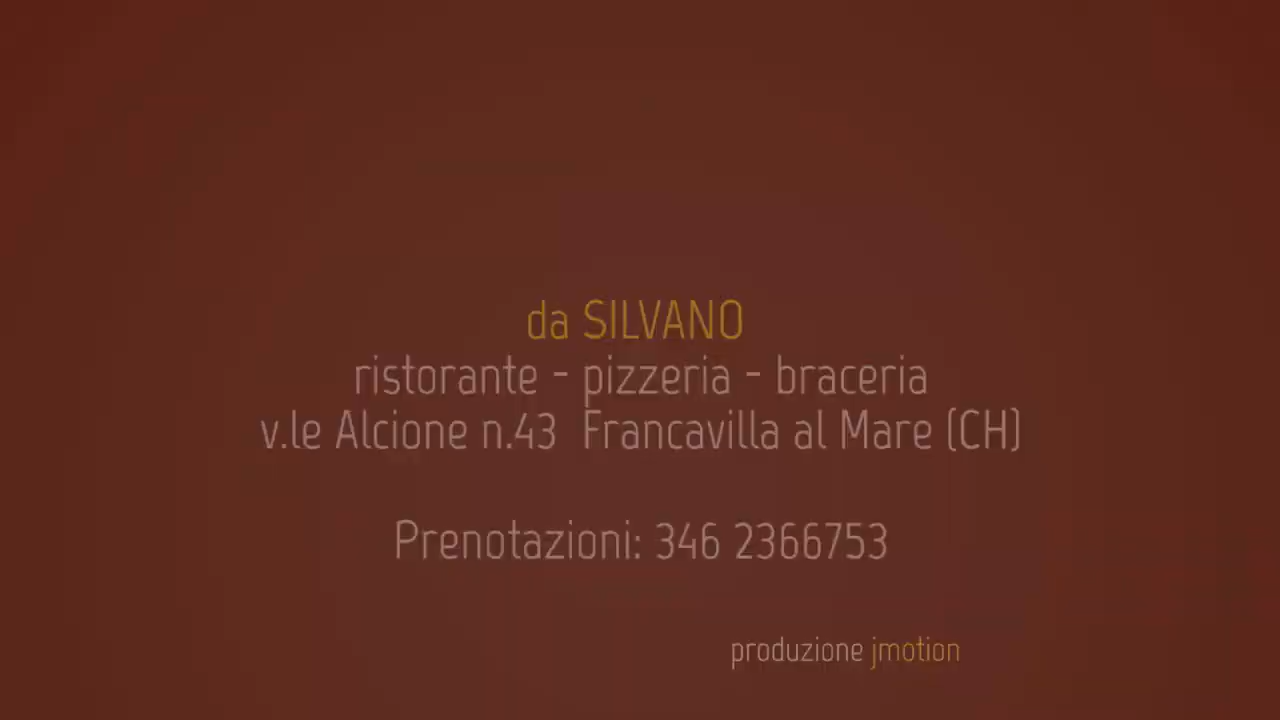 da SILVANO
ristorante - pizzeria - braceria
v.le Alcione n.43 Francavilla al Mare (CH)
Prenotazioni: 346 2366753
produzione jmotion